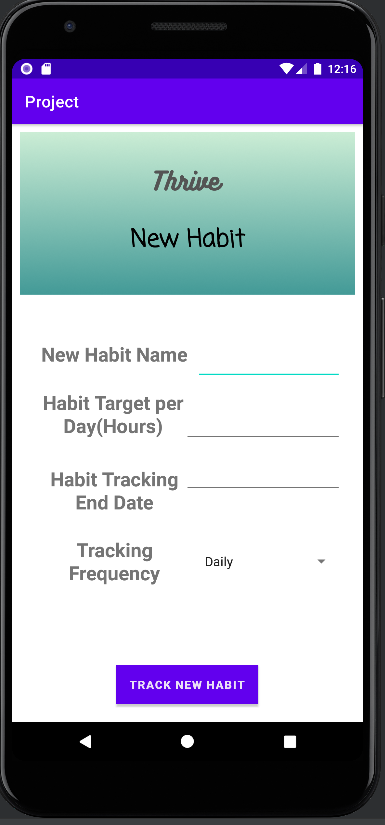 12:16
Project
Thrive
New Habit
New Habit Name
Habit Target per
Day(Hours)
Habit Tracking
End Date
Tracking
Frequency
Daily
TRACK NEW HABIT